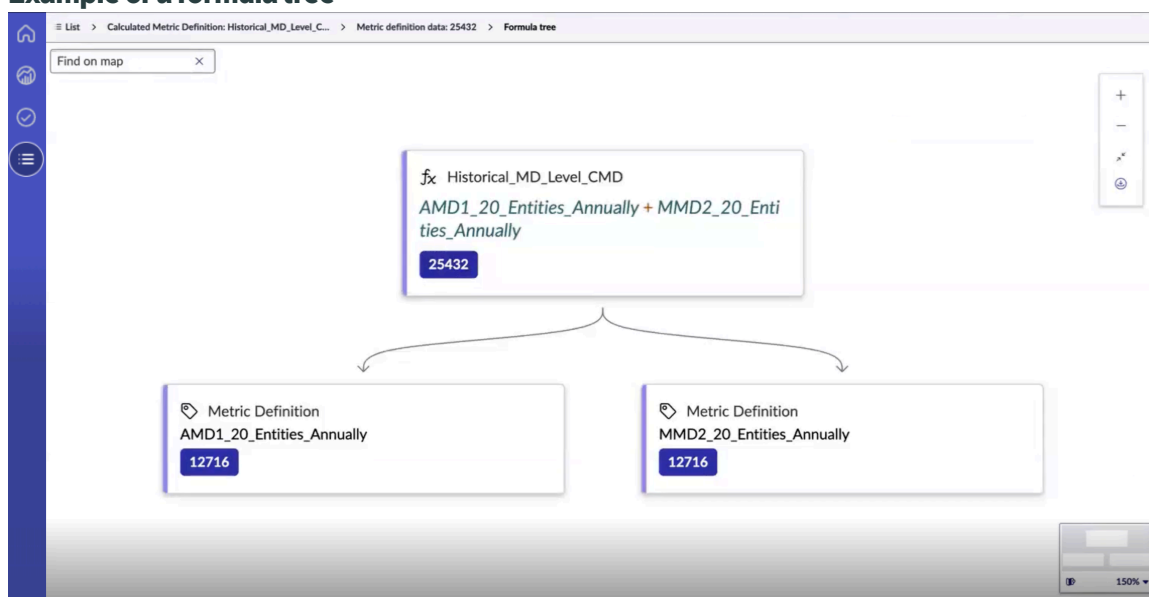 Example of a formula tree
List > Calculated Metric Definition: Historical_MD_Level_C... > Metric definition data: 25432 > Formula tree
Find on map
fx Historical_MD_Level_CMD
AMD1_20_Entities_Annually + MMD2_20_Enti
ties_Annually
25432
Metric Definition
AMD1_20_Entities_Annually
12716
Metric Definition
MMD2_20_Entities_Annually
12716
150%